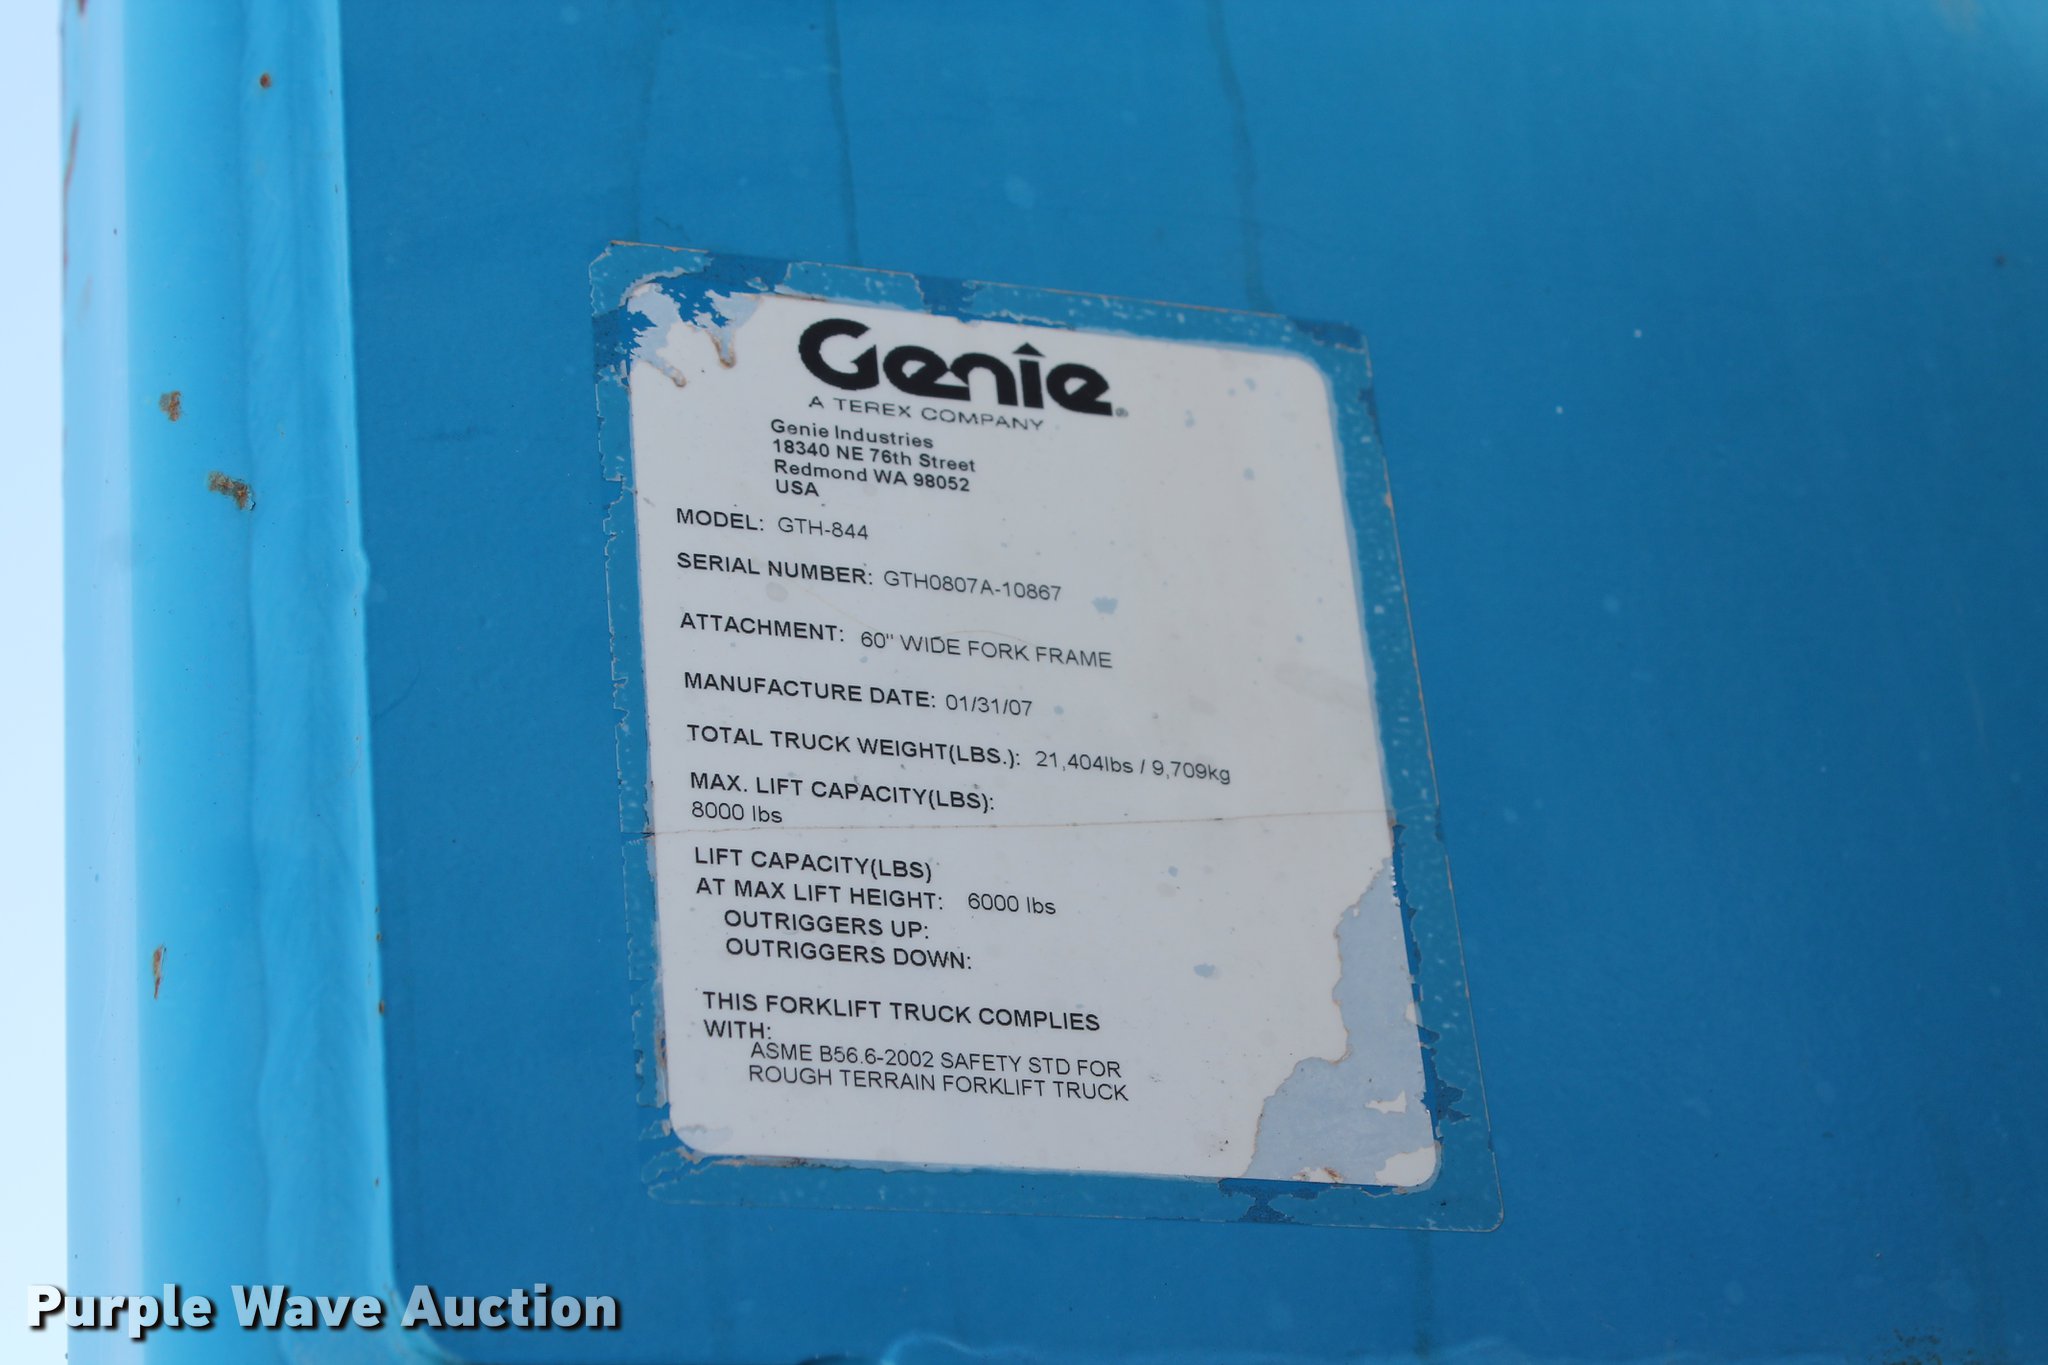 Genie®
A TEREX COMPANY
Genie Industries
18340 NE 76th Street
Redmond WA 98052
USA
MODEL: GTH-844
SERIAL NUMBER: GTH0807A-10867
ATTACHMENT: 60" WIDE FORK FRAME
MANUFACTURE DATE: 01/31/07
TOTAL TRUCK WEIGHT(LBS.): 21,404lbs / 9,709kg
MAX. LIFT CAPACITY(LBS):
8000 lbs
LIFT CAPACITY(LBS)
AT MAX LIFT HEIGHT: 6000 lbs
OUTRIGGERS UP:
OUTRIGGERS DOWN:
THIS FORKLIFT TRUCK COMPLIES
WITH:
ASME B56.6-2002 SAFETY STD FOR
ROUGH TERRAIN FORKLIFT TRUCK
Purple Wave Auction